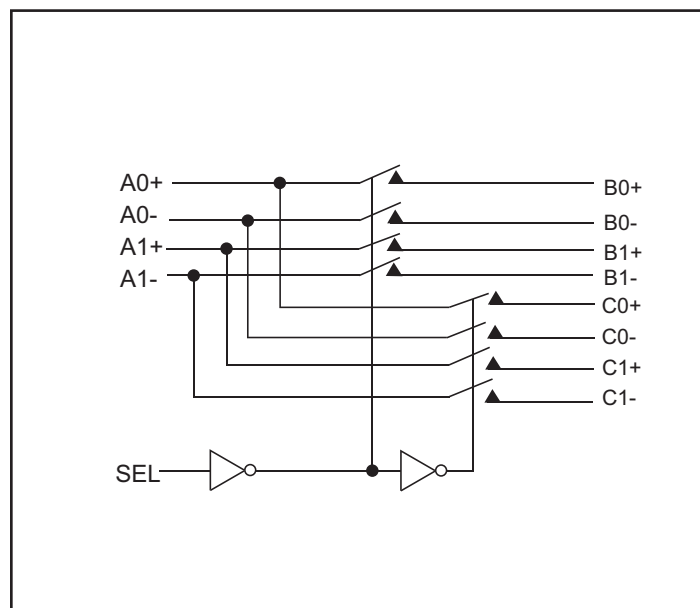 A0+
B0+
A0-
B0-
A1+
B1+
A1-
B1-
C0+
C0-
C1+
C1-
SEL